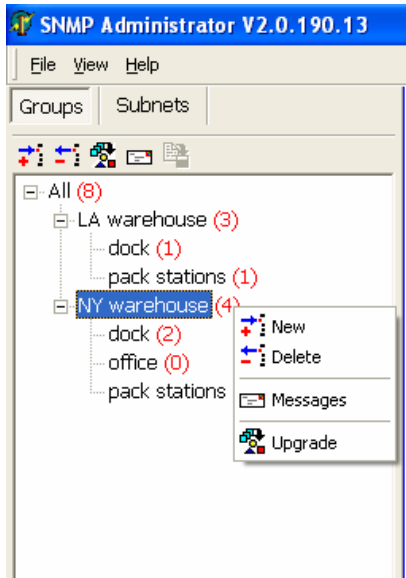 SNMP Administrator V2.0.190.13
File View Help
Groups Subnets
All (8)
LA warehouse (3)
dock (1)
pack stations (1)
NY warehouse (4)
New
dock (2)
Delete
office (0)
pack stations
Messages
Upgrade